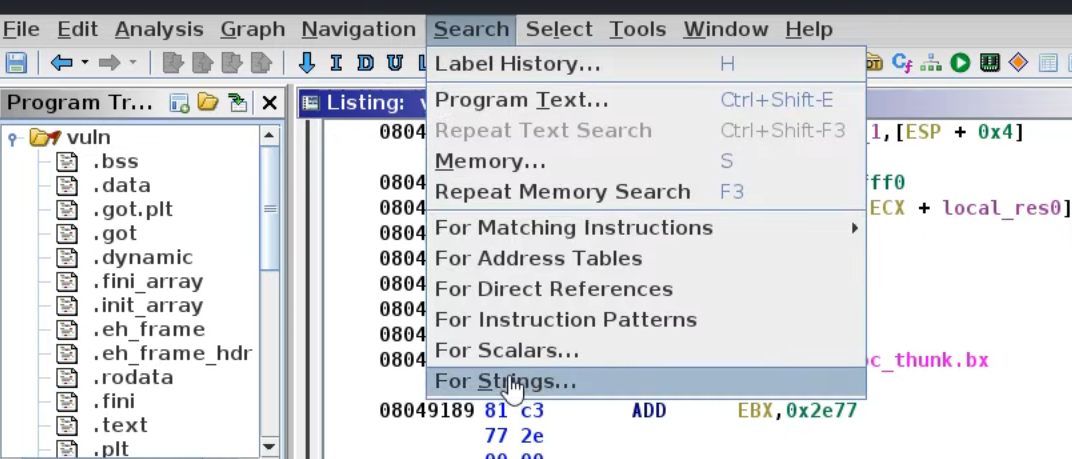 File Edit Analysis Graph Navigation Search Select Tools Window Help
I D U
Program Tr...
vuln
.bss
.data
.got.plt
.got
.dynamic
.fini_array
.init_array
.eh_frame
.eh_frame_hdr
.rodata
.fini
.text
.plt
Label History... H
Program Text... Ctrl+Shift-E
Repeat Text Search Ctrl+Shift-F3
Memory... S
Repeat Memory Search F3
For Matching Instructions
For Address Tables
For Direct References
For Instruction Patterns
For Scalars...
For Strings...
Listing:
0804 _1,[ESP + 0x4]
0804 ff0
0804 ECX + local_res0]
0804
0804
0804
0804
0804 oc_thunk.bx
08049189 81 c3 ADD EBX,0x2e77
77 2e
00 00